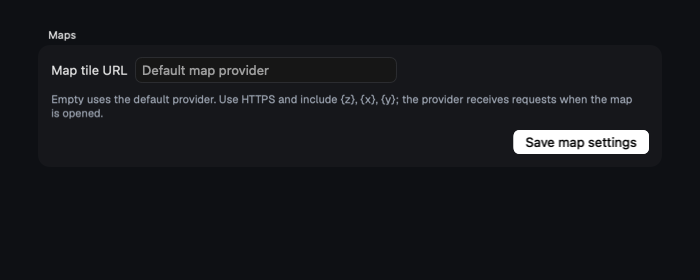 Maps
Map tile URL Default map provider
Empty uses the default provider. Use HTTPS and include {z}, {x}, {y}; the provider receives requests when the map
is opened.
Save map settings